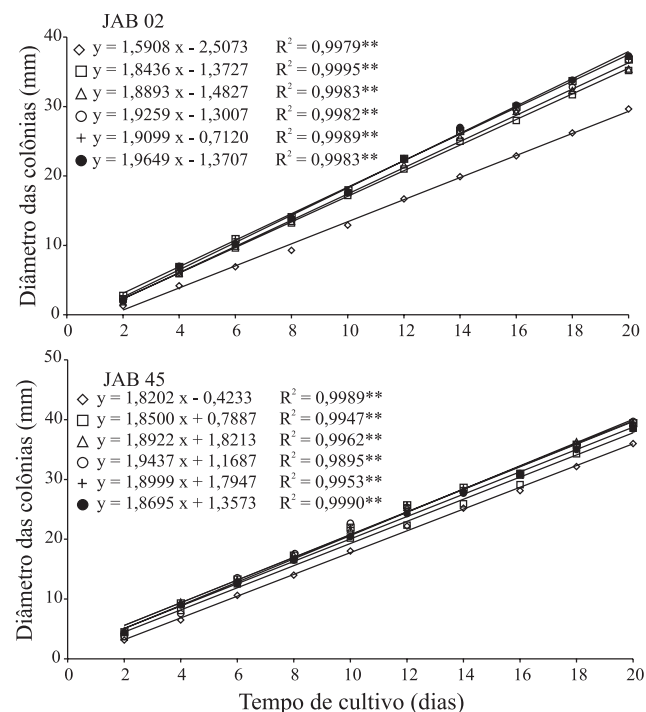 JAB 02
y = 1,5908 x - 2,5073 R² = 0,9979**
y = 1,8436 x - 1,3727 R² = 0,9995**
y = 1,8893 x - 1,4827 R² = 0,9983**
y = 1,9259 x - 1,3007 R² = 0,9982**
y = 1,9099 x - 0,7120 R² = 0,9989**
y = 1,9649 x - 1,3707 R² = 0,9983**
Diâmetro das colônias (mm)
40
30
20
10
0
0 2 4 6 8 10 12 14 16 18 20
JAB 45
y = 1,8202 x - 0,4233 R² = 0,9989**
y = 1,8500 x + 0,7887 R² = 0,9947**
y = 1,8922 x + 1,8213 R² = 0,9962**
y = 1,9437 x + 1,1687 R² = 0,9895**
y = 1,8999 x + 1,7947 R² = 0,9953**
y = 1,8695 x + 1,3573 R² = 0,9990**
Diâmetro das colônias (mm)
50
40
30
20
10
0
0 2 4 6 8 10 12 14 16 18 20
Tempo de cultivo (dias)